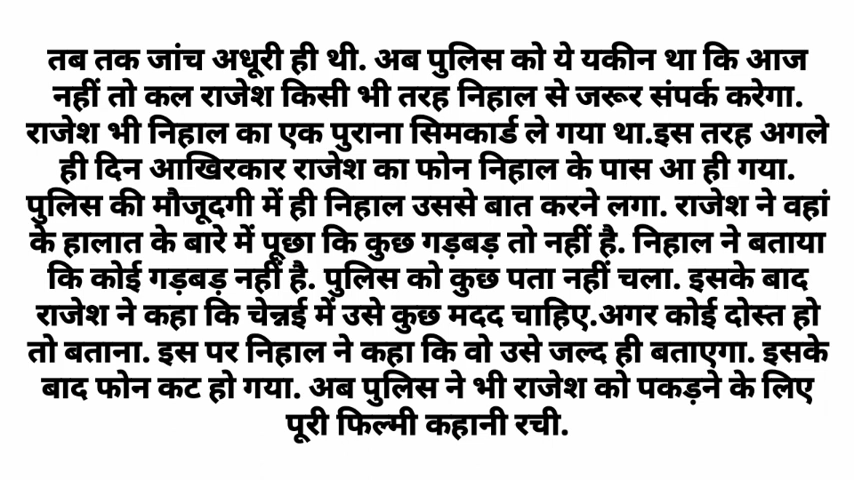 तब तक जांच अधूरी ही थी. अब पुलिस को ये यकीन था कि आज
नहीं तो कल राजेश किसी भी तरह निहाल से जरूर संपर्क करेगा.
राजेश भी निहाल का एक पुराना सिमकार्ड ले गया था.इस तरह अगले
ही दिन आखिरकार राजेश का फोन निहाल के पास आ ही गया.
पुलिस की मौजूदगी में ही निहाल उससे बात करने लगा. राजेश ने वहां
के हालात के बारे में पूछा कि कुछ गड़बड़ तो नहीं है. निहाल ने बताया
कि कोई गड़बड़ नहीं है. पुलिस को कुछ पता नहीं चला. इसके बाद
राजेश ने कहा कि चेन्नई में उसे कुछ मदद चाहिए.अगर कोई दोस्त हो
तो बताना. इस पर निहाल ने कहा कि वो उसे जल्द ही बताएगा. इसके
बाद फोन कट हो गया. अब पुलिस ने भी राजेश को पकड़ने के लिए
पूरी फिल्मी कहानी रची.